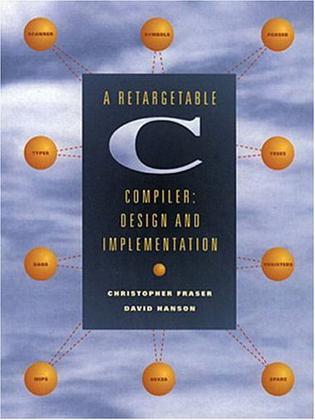 SCANNER
SYMBOLS
PARSER
A RETARGETABLE
C
COMPILER:
DESIGN AND
IMPLEMENTATION
TYPES
TREES
DAGS
REGISTERS
CHRISTOPHER FRASER
DAVID HANSON
MIPS
SPARC